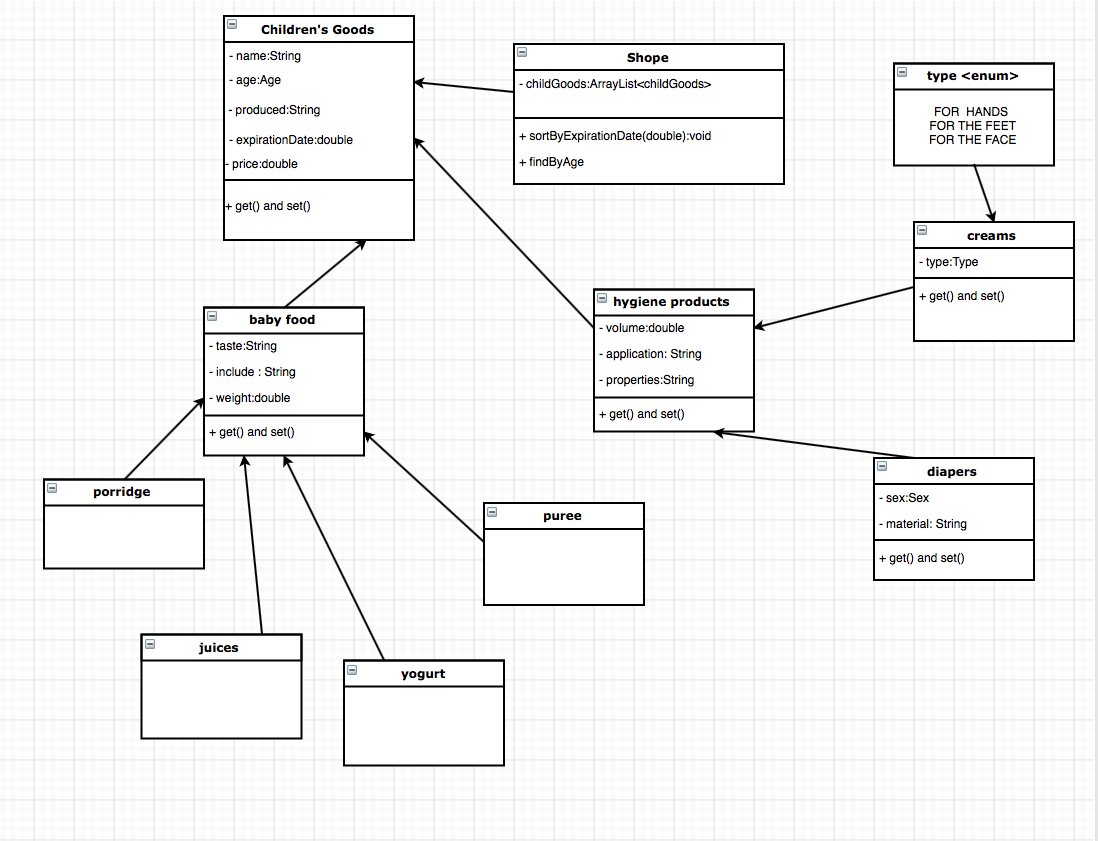 Children's Goods
- name:String
- age:Age
- produced:String
- expirationDate:double
- price:double
+ get() and set()
Shope
- childGoods:ArrayList<childGoods>
+ sortByExpirationDate(double):void
+ findByAge
type <enum>
FOR HANDS
FOR THE FEET
FOR THE FACE
creams
- type:Type
+ get() and set()
hygiene products
- volume:double
- application: String
- properties:String
+ get() and set()
baby food
- taste:String
- include : String
- weight:double
+ get() and set()
diapers
- sex:Sex
- material: String
+ get() and set()
porridge
puree
juices
yogurt